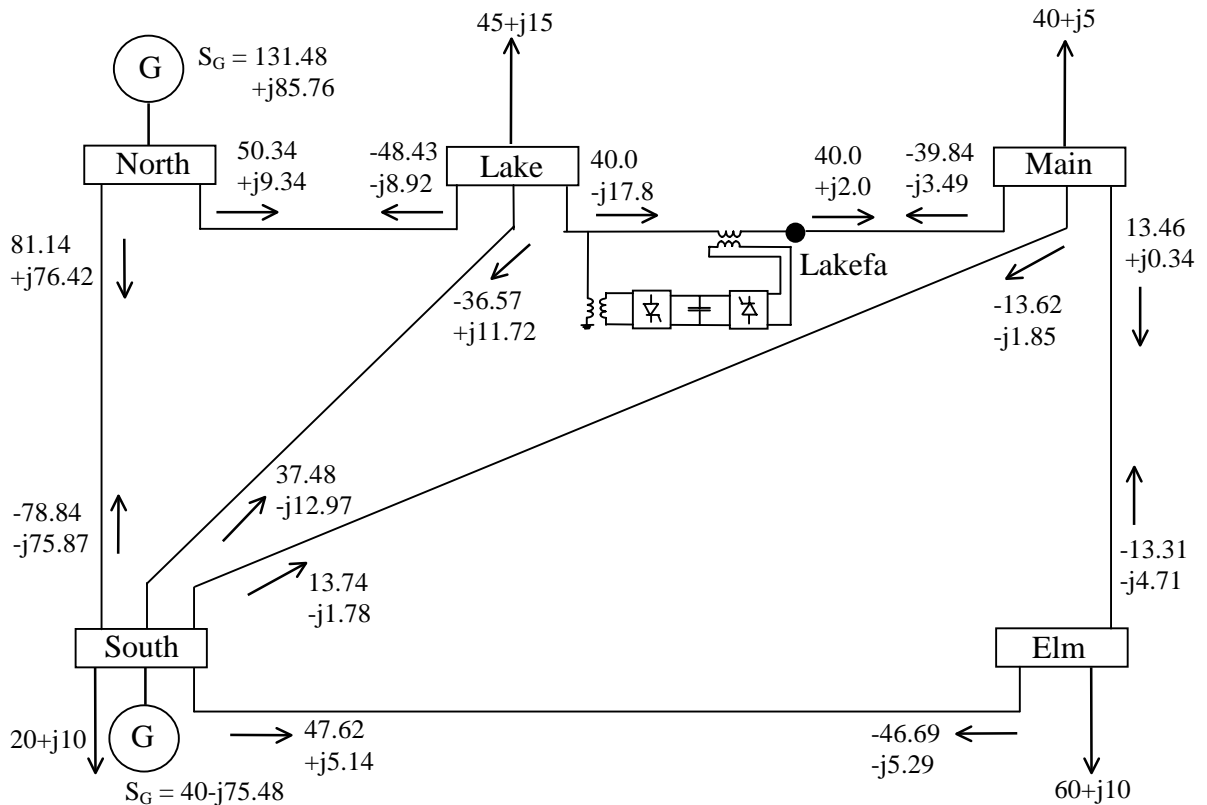 45+j15
40+j5
G
S_G = 131.48
+j85.76
North
50.34
+j9.34
-48.43
-j8.92
Lake
40.0
-j17.8
40.0
+j2.0
-39.84
-j3.49
Main
81.14
+j76.42
Lakefa
13.46
+j0.34
-36.57
+j11.72
-13.62
-j1.85
-78.84
-j75.87
37.48
-j12.97
13.74
-j1.78
-13.31
-j4.71
South
Elm
20+j10
G
47.62
+j5.14
-46.69
-j5.29
S_G = 40-j75.48
60+j10